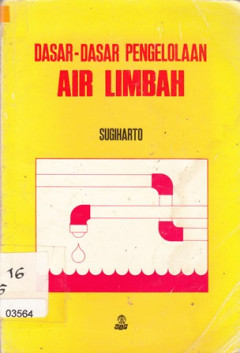 DASAR-DASAR PENGELOLAAN
AIR LIMBAH
SUGIHARTO
16
03564